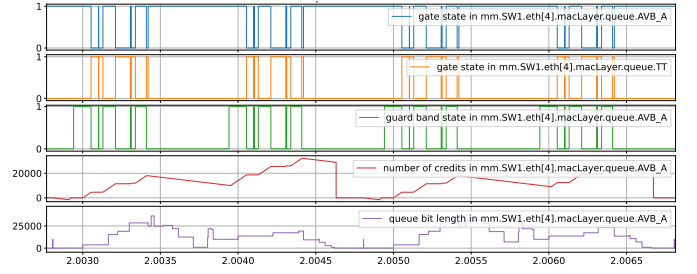 1
gate state in mm.SW1.eth[4].macLayer.queue.AVB_A
0
1
gate state in mm.SW1.eth[4].macLayer.queue.TT
0
1
guard band state in mm.SW1.eth[4].macLayer.queue.AVB_A
0
number of credits in mm.SW1.eth[4].macLayer.queue.AVB_A
20000
0
queue bit length in mm.SW1.eth[4].macLayer.queue.AVB_A
25000
0
2.0030 2.0035 2.0040 2.0045 2.0050 2.0055 2.0060 2.0065